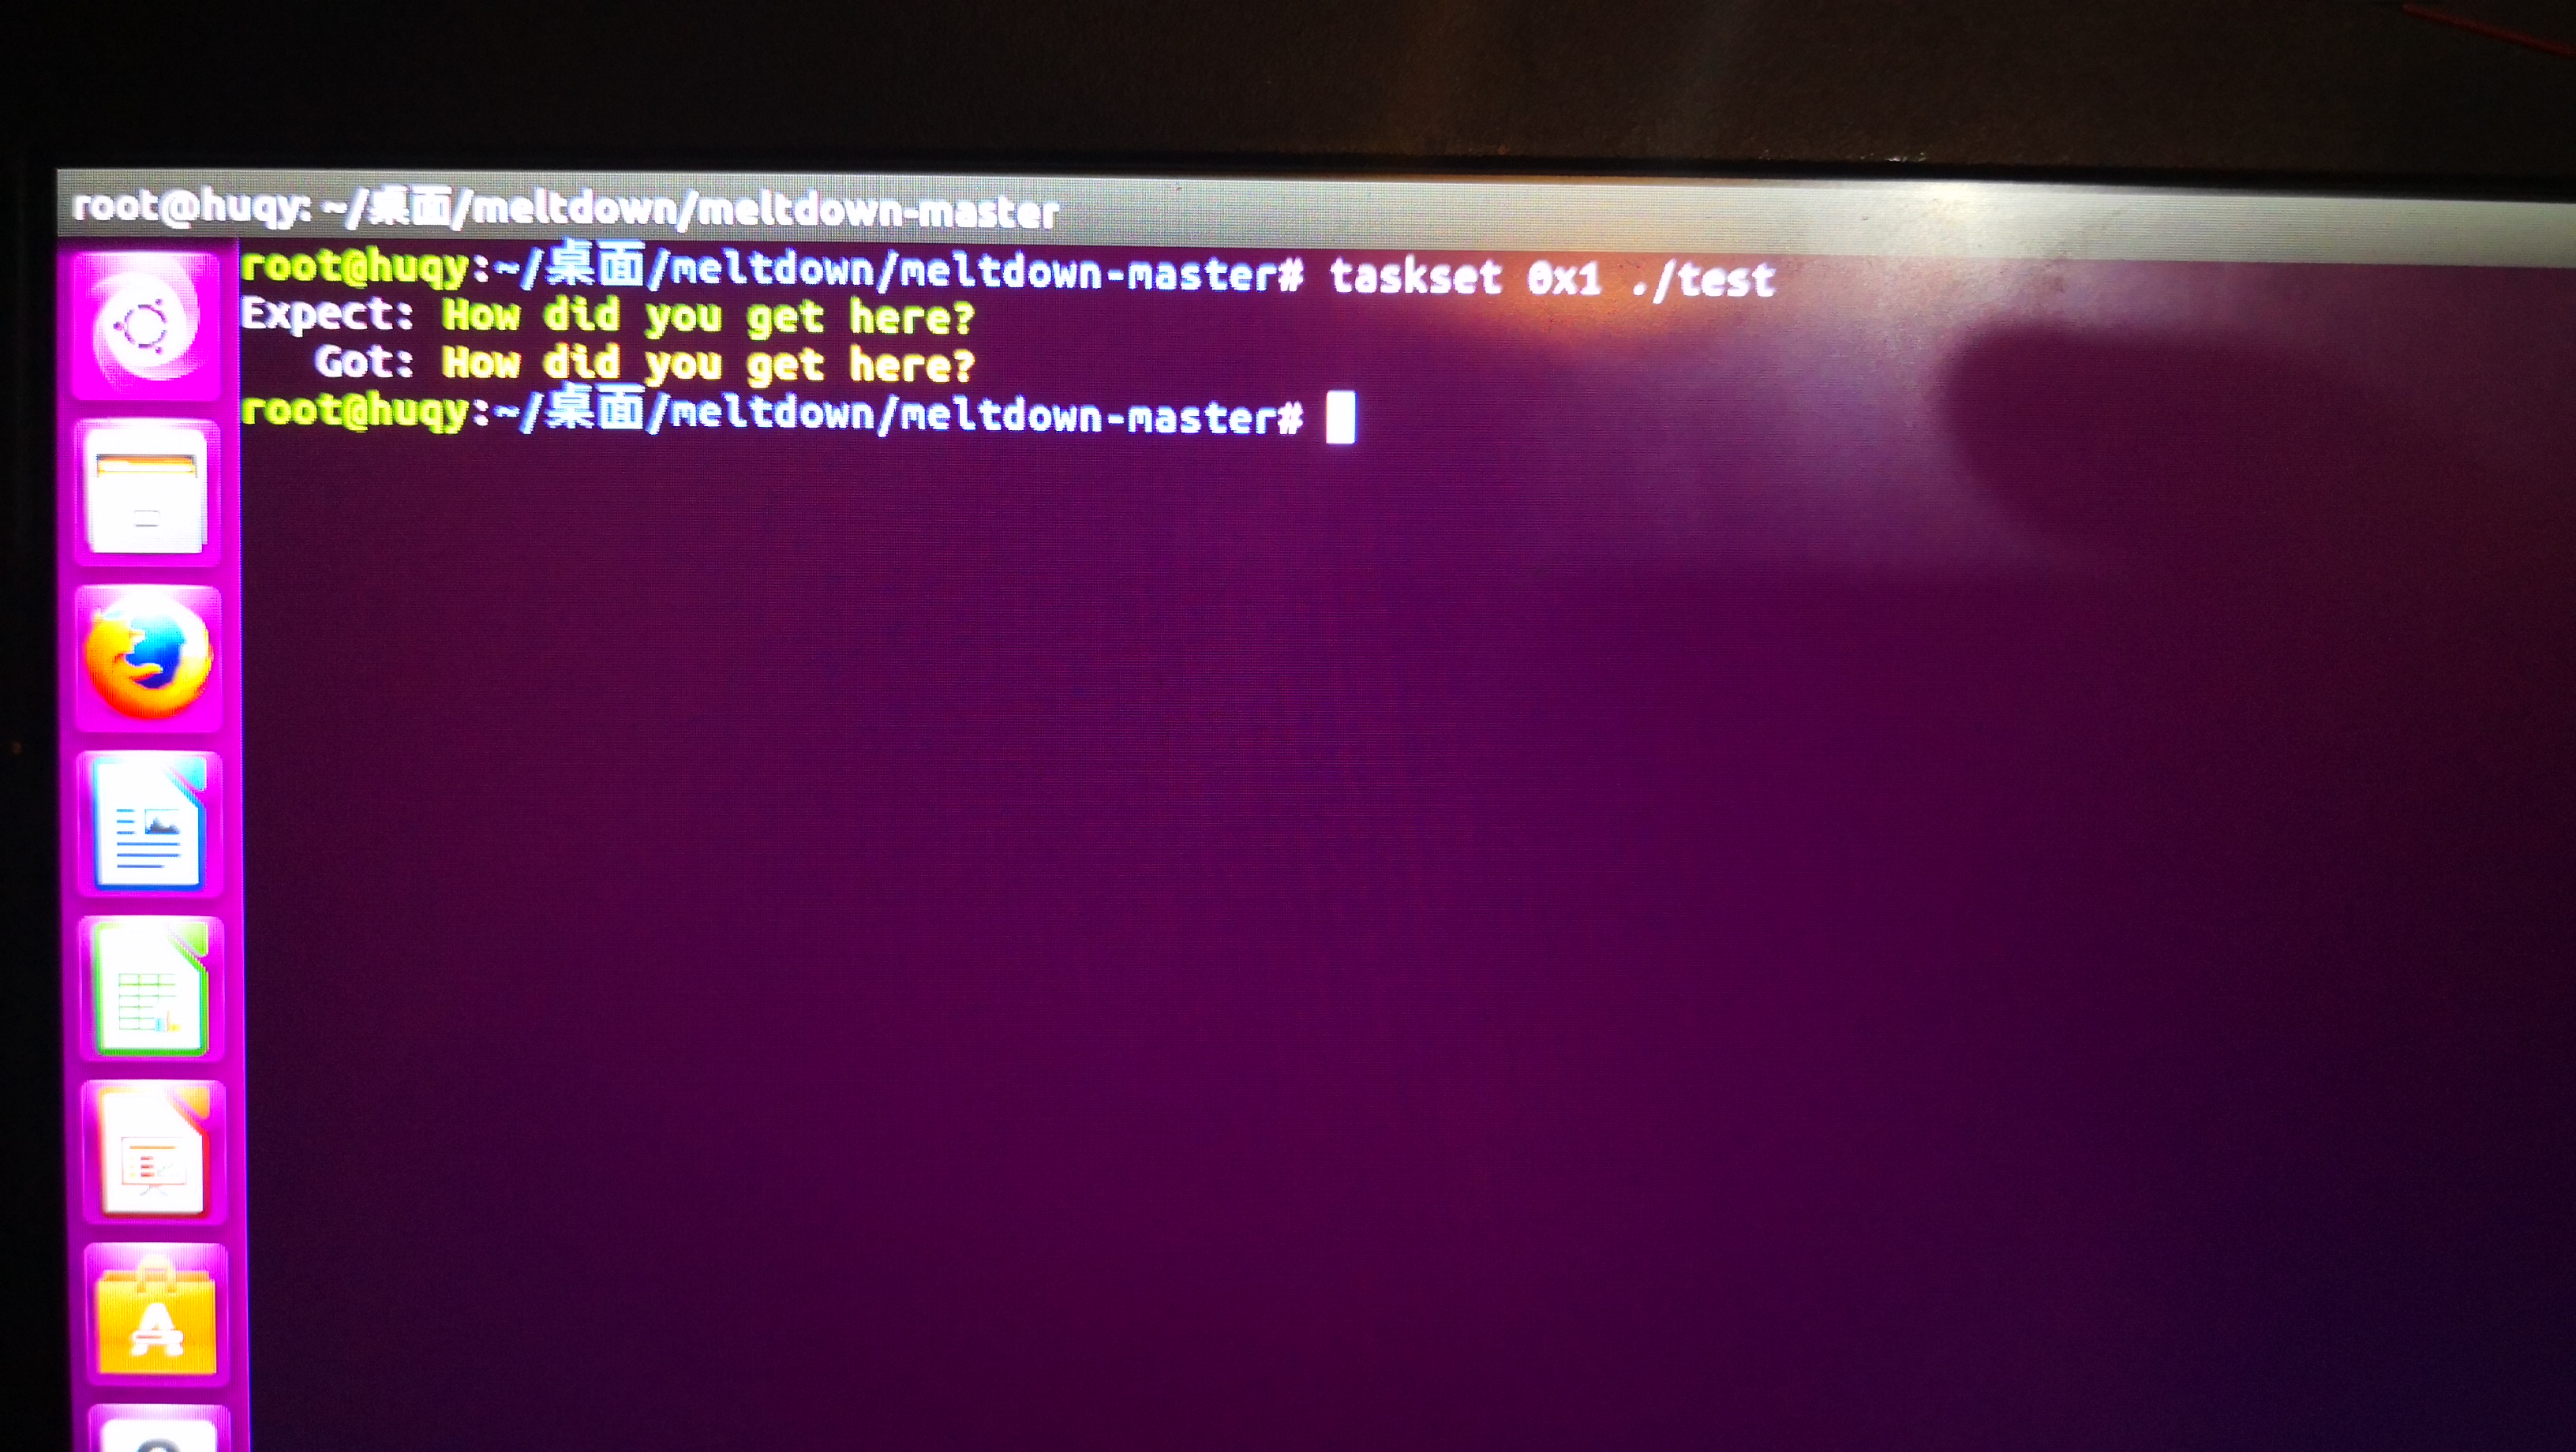 root@huqy: ~/桌面/meltdown/meltdown-master
root@huqy:~/桌面/meltdown/meltdown-master# taskset 0x1 ./test
Expect: How did you get here?
Got: How did you get here?
root@huqy:~/桌面/meltdown/meltdown-master#
A